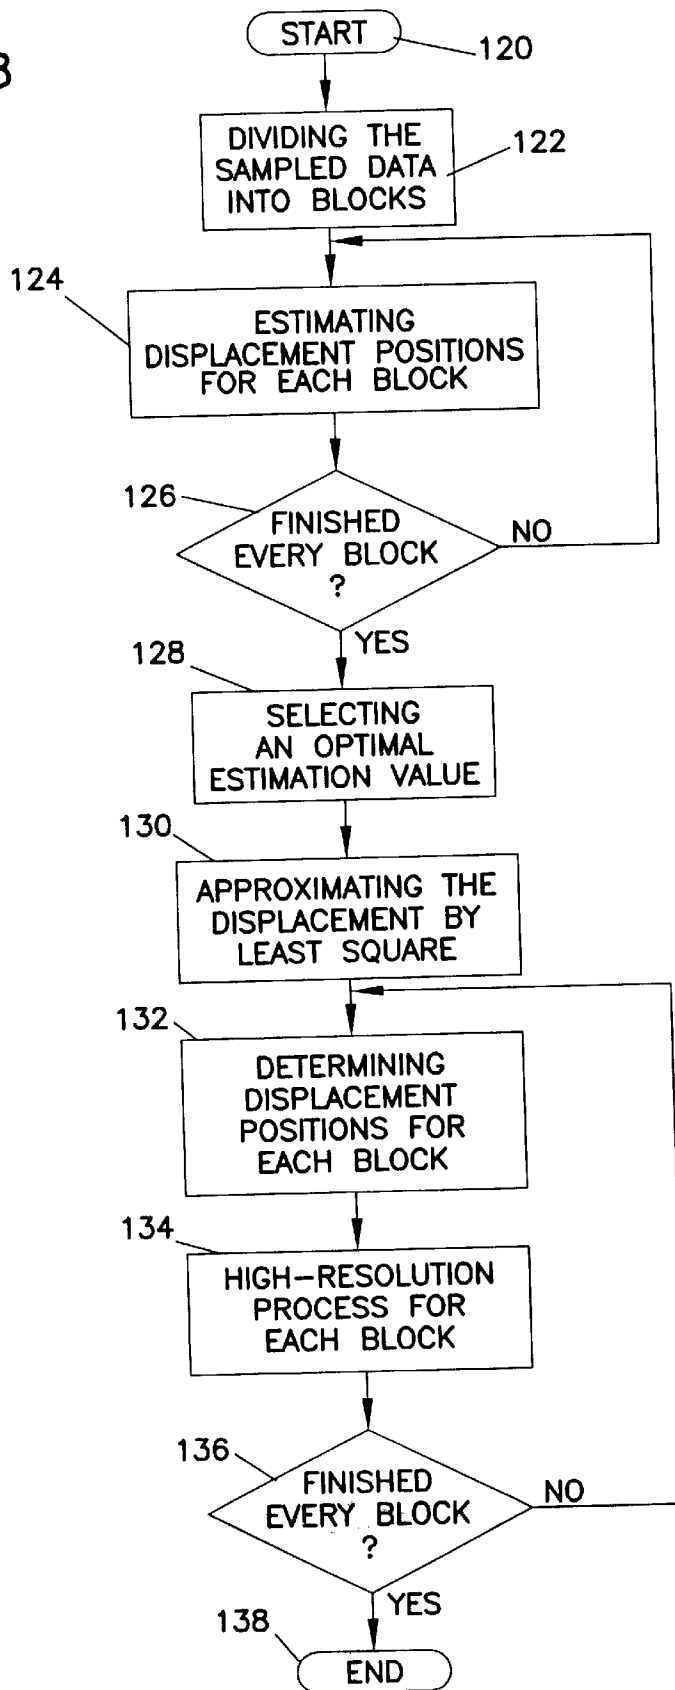 START
120
DIVIDING THE
SAMPLED DATA
INTO BLOCKS
122
124
ESTIMATING
DISPLACEMENT POSITIONS
FOR EACH BLOCK
126
FINISHED
EVERY BLOCK
?
NO
YES
128
SELECTING
AN OPTIMAL
ESTIMATION VALUE
130
APPROXIMATING THE
DISPLACEMENT BY
LEAST SQUARE
132
DETERMINING
DISPLACEMENT
POSITIONS FOR
EACH BLOCK
134
HIGH-RESOLUTION
PROCESS FOR
EACH BLOCK
136
FINISHED
EVERY BLOCK
?
NO
YES
138
END